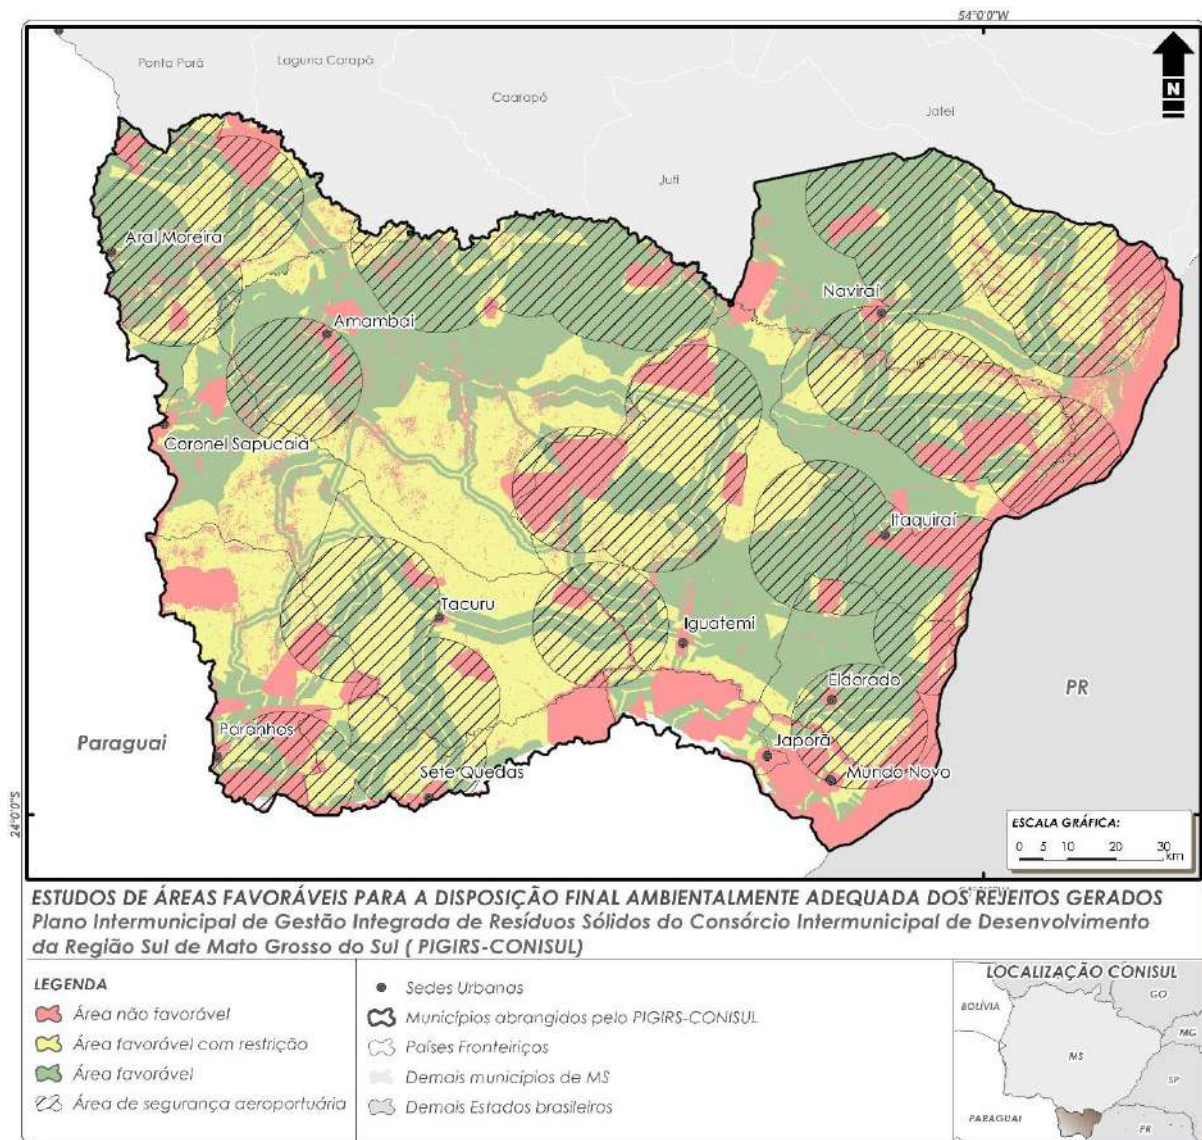 54°0'0"W
Ponta Porã
Laguna Carapã
Caarapó
Jateí
Juti
N
Aral Moreira
Naviraí
Amambai
Coronel Sapucaia
Itaquiraí
Tacuru
Iguatemi
Eldorado
PR
Paraguai
Paranhos
Japorã
Sete Quedas
Mundo Novo
24°0'0"S
ESCALA GRÁFICA:
0 5 10 20 30
km
ESTUDOS DE ÁREAS FAVORÁVEIS PARA A DISPOSIÇÃO FINAL AMBIENTALMENTE ADEQUADA DOS REJEITOS GERADOS
Plano Intermunicipal de Gestão Integrada de Resíduos Sólidos do Consórcio Intermunicipal de Desenvolvimento
da Região Sul de Mato Grosso do Sul ( PIGIRS-CONISUL)
LEGENDA
Área não favorável
Área favorável com restrição
Área favorável
Área de segurança aeroportuária
Sedes Urbanas
Municípios abrangidos pelo PIGIRS-CONISUL
Países Fronteiriços
Demais municípios de MS
Demais Estados brasileiros
LOCALIZAÇÃO CONISUL
BOLÍVIA
GO
MG
MS
SP
PARAGUAI
PR